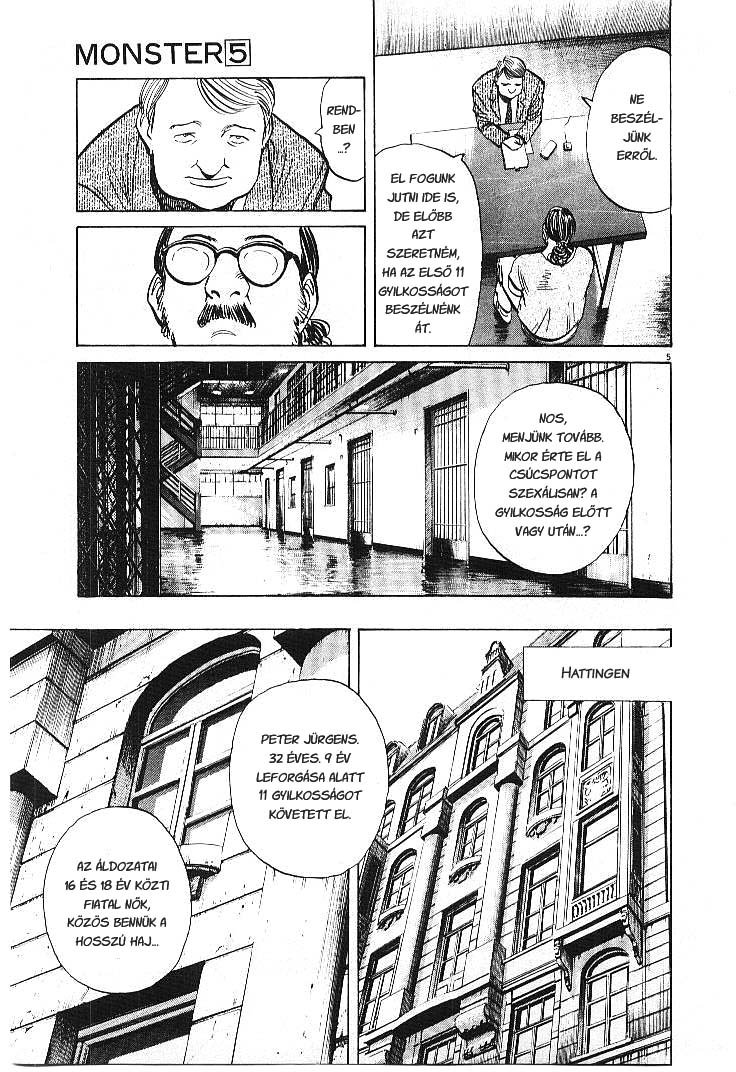 MONSTER 5
NE
BESZÉL-
JÜNK
ERRŐL.
EL FOGUNK
JUTNI IDE IS,
DE ELŐBB
AZT
SZERETNÉM,
HA AZ ELSŐ 11
GYILKOSSÁGOT
BESZÉLNÉNK
ÁT.
REND-
BEN
...?
5
NOS,
MENJÜNK TOVÁBB.
MIKOR ÉRTE EL A
CSÚCSPONTOT
SZEXÁLISAN? A
GYILKOSSÁG ELŐTT
VAGY UTÁN...?
HATTINGEN
PETER JÜRGENS.
32 ÉVES. 9 ÉV
LEFORGÁSA ALATT
11 GYILKOSSÁGOT
KÖVETETT EL.
AZ ÁLDOZATAI
16 ÉS 18 ÉV KÖZTI
FIATAL NŐK,
KÖZÖS BENNÜK A
HOSSZÚ HAJ...